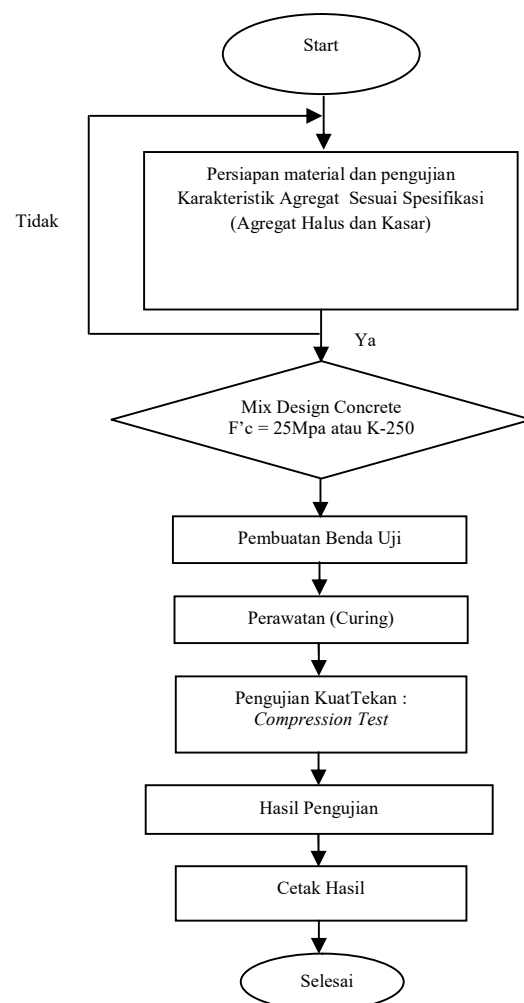 Start
Persiapan material dan pengujian
Karakteristik Agregat Sesuai Spesifikasi
(Agregat Halus dan Kasar)
Tidak
Ya
Mix Design Concrete
F’c = 25Mpa atau K-250
Pembuatan Benda Uji
Perawatan (Curing)
Pengujian KuatTekan :
Compression Test
Hasil Pengujian
Cetak Hasil
Selesai